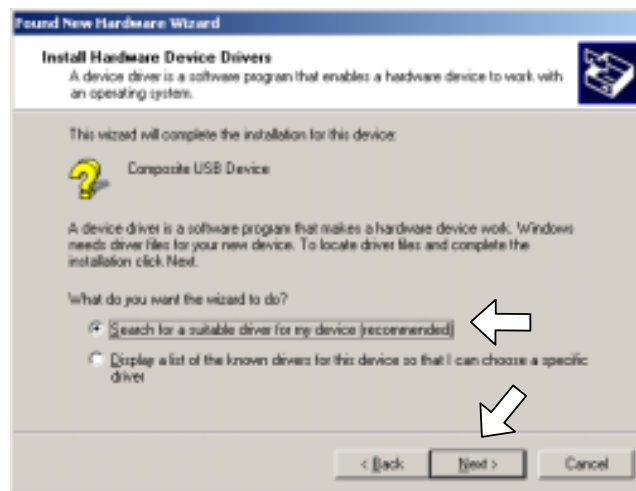 Found New Hardware Wizard
Install Hardware Device Drivers
A device driver is a software program that enables a hardware device to work with
an operating system.
This wizard will complete the installation for this device:
Composite USB Device
A device driver is a software program that makes a hardware device work. Windows
needs driver files for your new device. To locate driver files and complete the
installation click Next.
What do you want the wizard to do?
Search for a suitable driver for my device (recommended)
Display a list of the known drivers for this device so that I can choose a specific
driver
< Back Next > Cancel